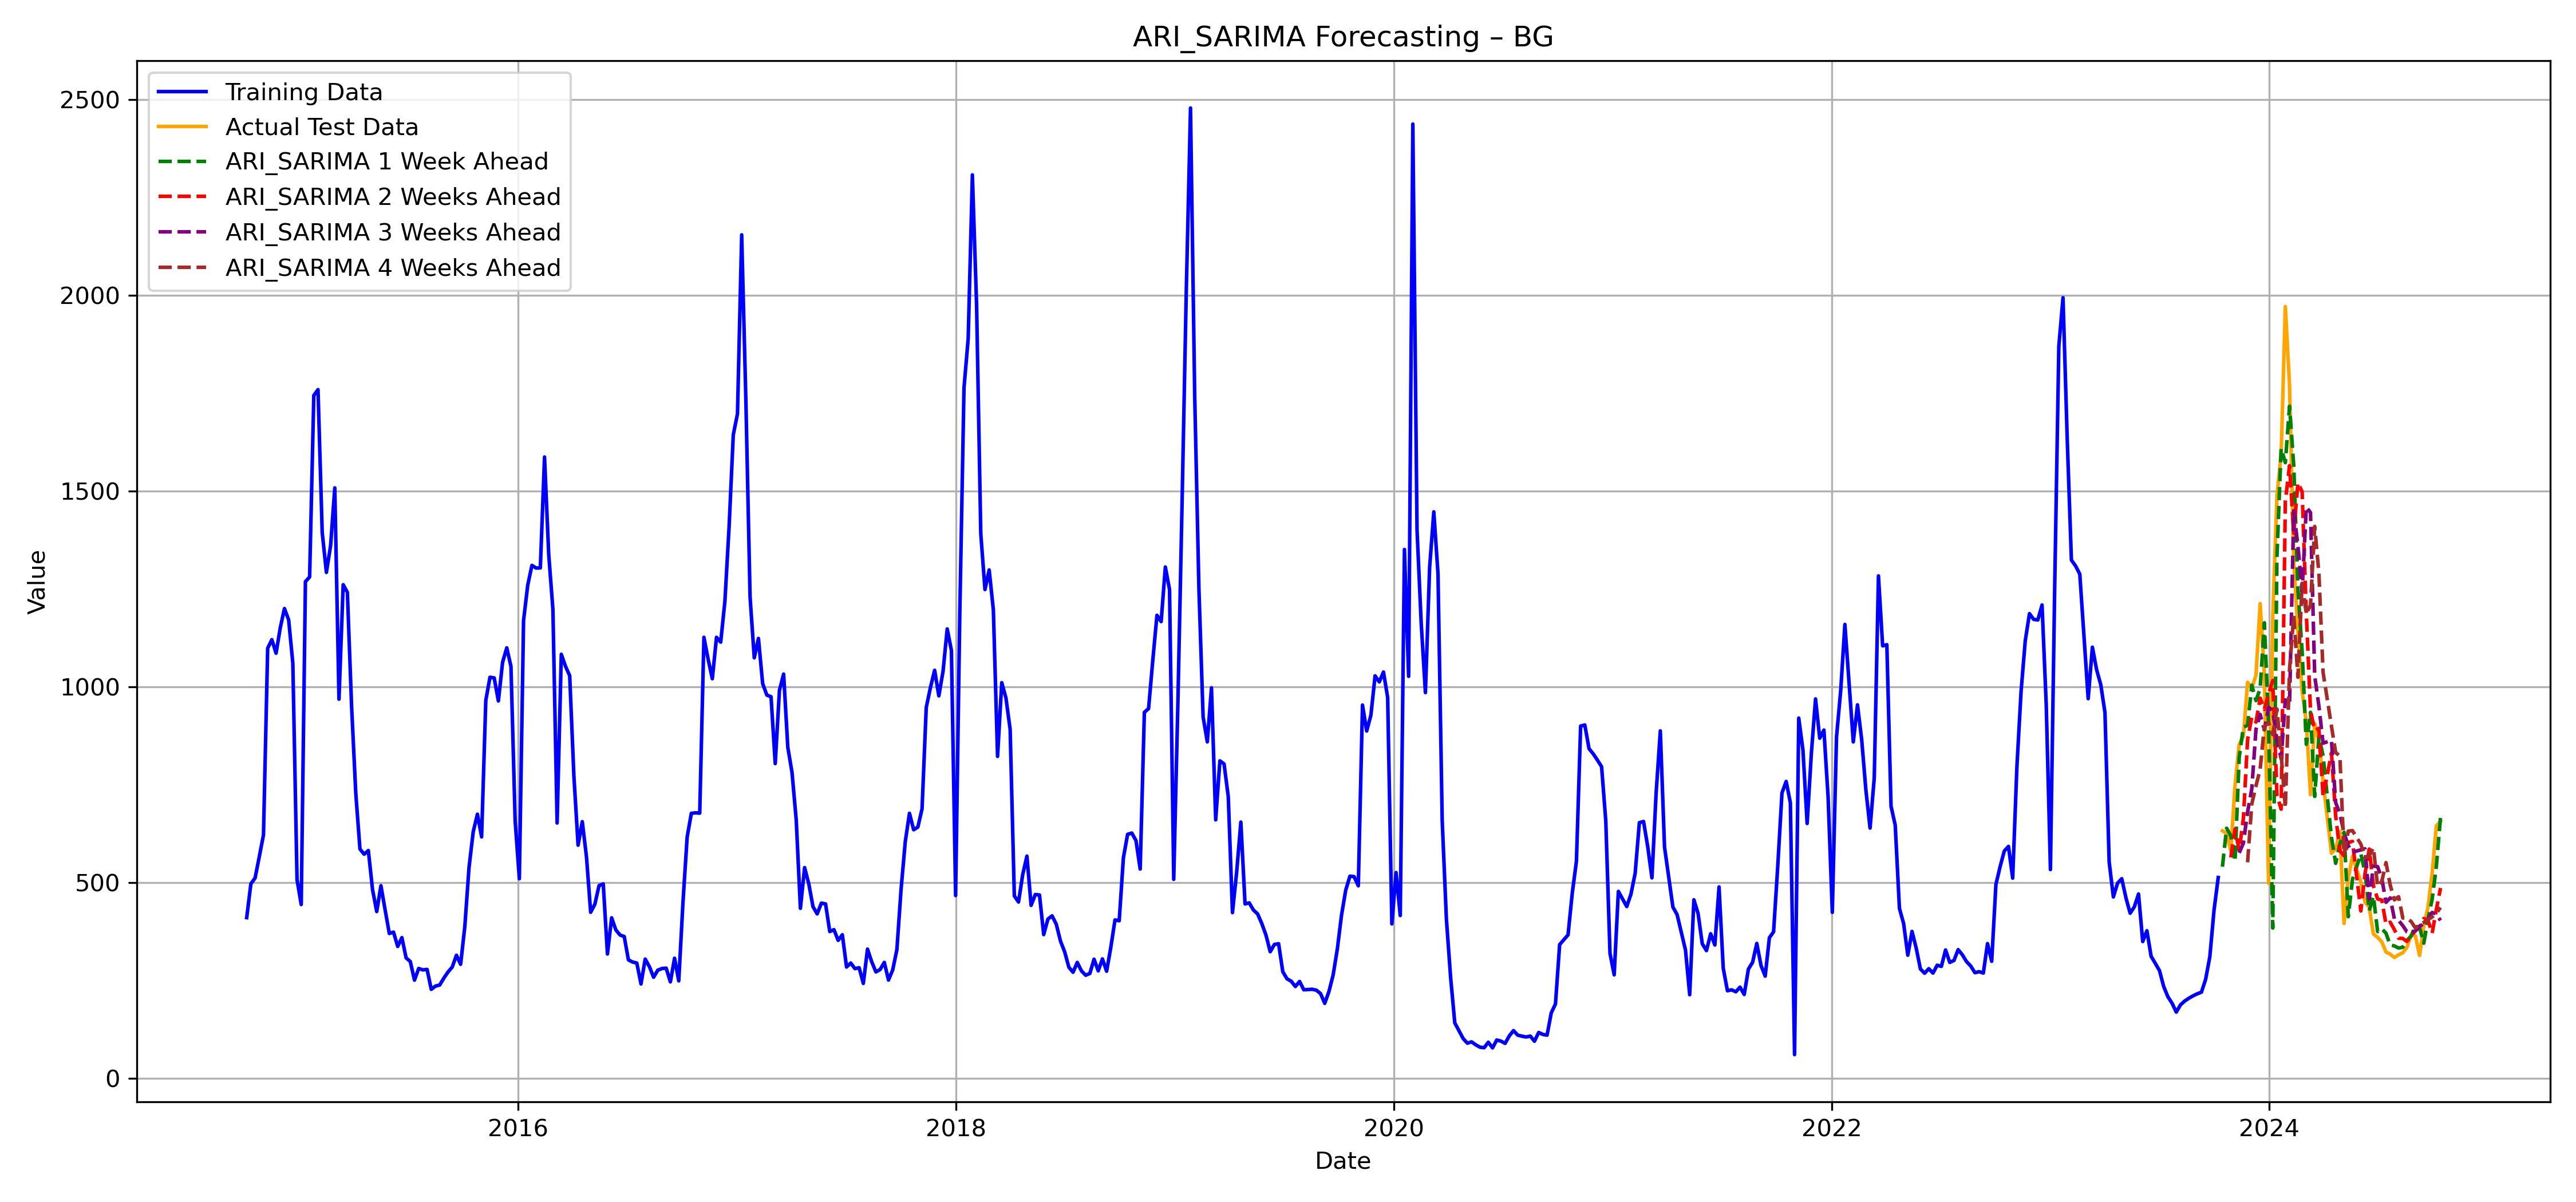 ARI_SARIMA Forecasting – BG
Training Data
Actual Test Data
ARI_SARIMA 1 Week Ahead
ARI_SARIMA 2 Weeks Ahead
ARI_SARIMA 3 Weeks Ahead
ARI_SARIMA 4 Weeks Ahead
2500
2000
1500
1000
500
0
Value
2016
2018
2020
2022
2024
Date